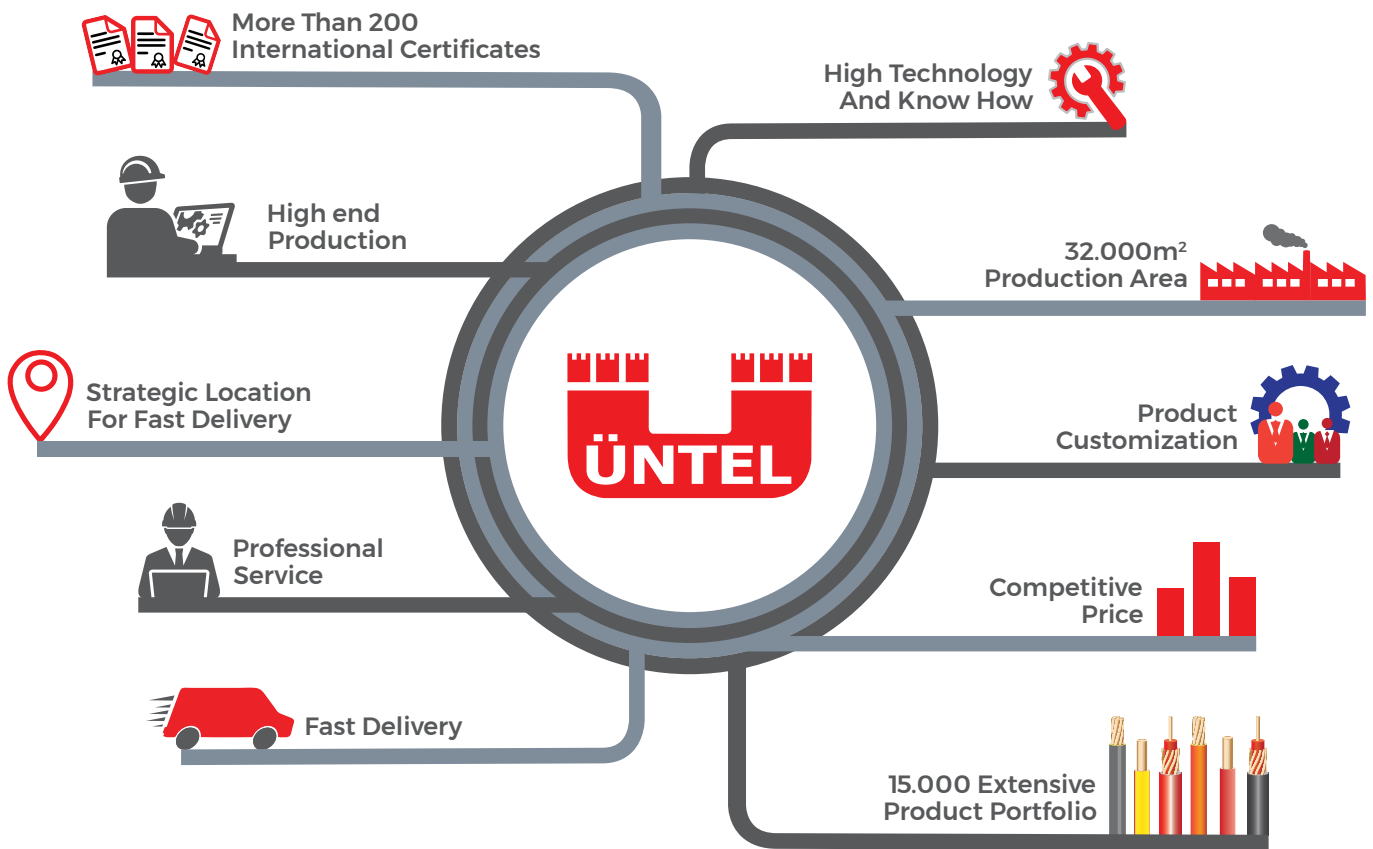 More Than 200
International Certificates
High Technology
And Know How
High end
Production
32.000m²
Production Area
Strategic Location
For Fast Delivery
Product
Customization
ÜNTEL
Professional
Service
Competitive
Price
Fast Delivery
15.000 Extensive
Product Portfolio